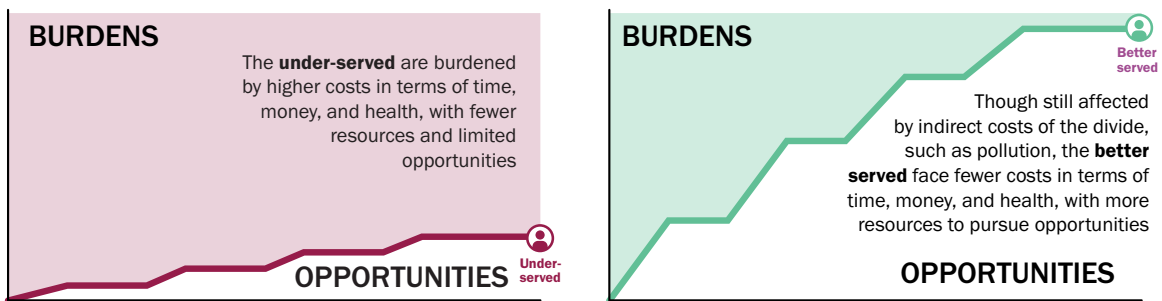 BURDENS
The under-served are burdened
by higher costs in terms of time,
money, and health, with fewer
resources and limited
opportunities
OPPORTUNITIES
Under-
served
BURDENS
Better
served
Though still affected
by indirect costs of the divide,
such as pollution, the better
served face fewer costs in terms of
time, money, and health, with more
resources to pursue opportunities
OPPORTUNITIES